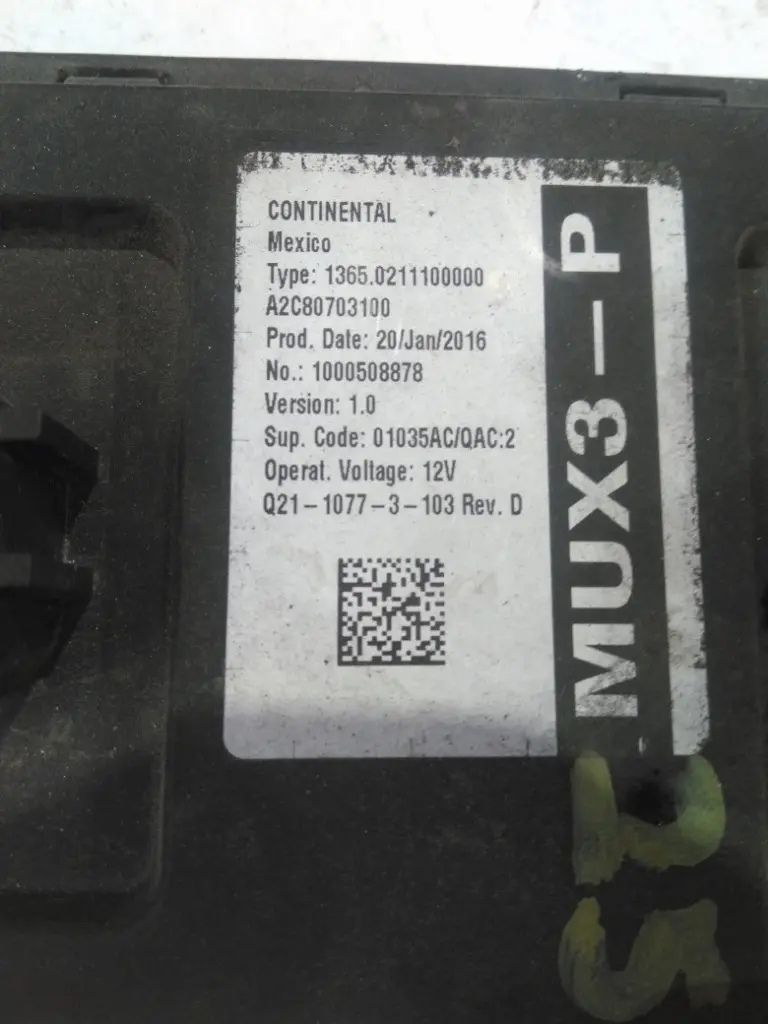 CONTINENTAL
Mexico
Type: 1365.0211100000
A2C80703100
Prod. Date: 20/Jan/2016
No.: 1000508878
Version: 1.0
Sup. Code: 01035AC/QAC:2
Operat. Voltage: 12V
Q21-1077-3-103 Rev. D
MUX3-P
25